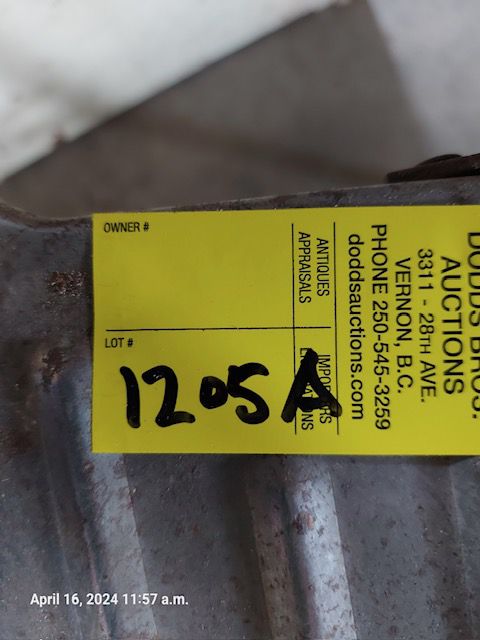 OWNER #
LOT #
1205A
ANTIQUES
APPRAISALS
DODDS BROS.
AUCTIONS
3311 - 28TH AVE.
VERNON, B.C.
PHONE 250-545-3259
doddsauctions.com
April 16, 2024 11:57 a.m.